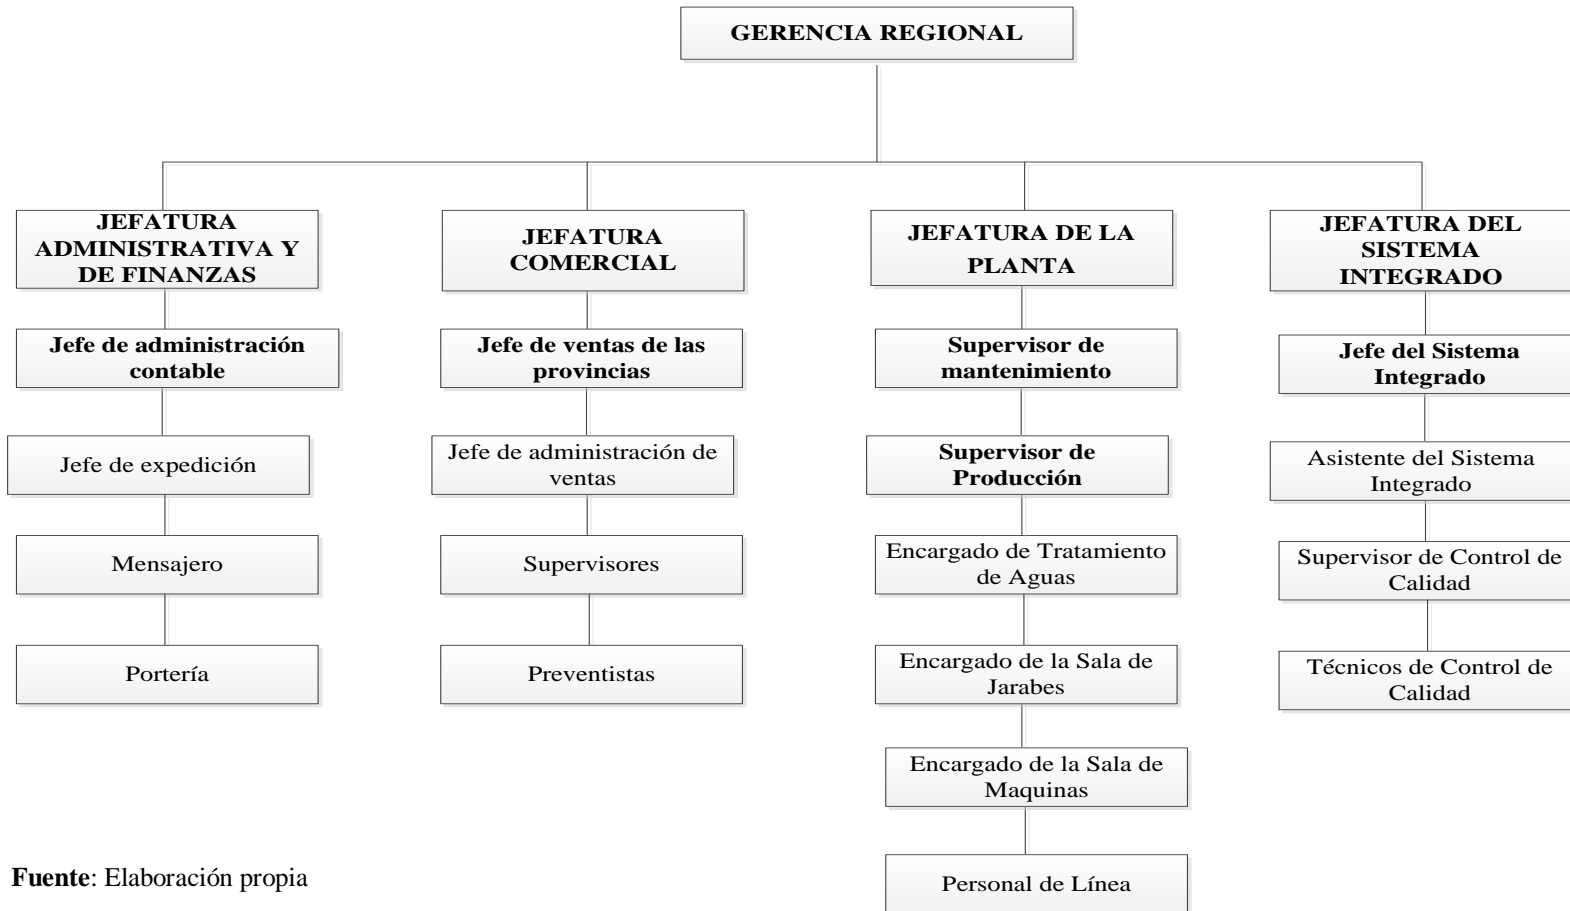 GERENCIA REGIONAL
JEFATURA
ADMINISTRATIVA Y
DE FINANZAS
Jefe de administración
contable
Jefe de expedición
Mensajero
Portería
JEFATURA
COMERCIAL
Jefe de ventas de las
provincias
Jefe de administración de
ventas
Supervisores
Preventistas
JEFATURA DE LA
PLANTA
Supervisor de
mantenimiento
Supervisor de
Producción
Encargado de Tratamiento
de Aguas
Encargado de la Sala de
Jarabes
Encargado de la Sala de
Maquinas
Personal de Línea
JEFATURA DEL
SISTEMA
INTEGRADO
Jefe del Sistema
Integrado
Asistente del Sistema
Integrado
Supervisor de Control de
Calidad
Técnicos de Control de
Calidad
Fuente: Elaboración propia